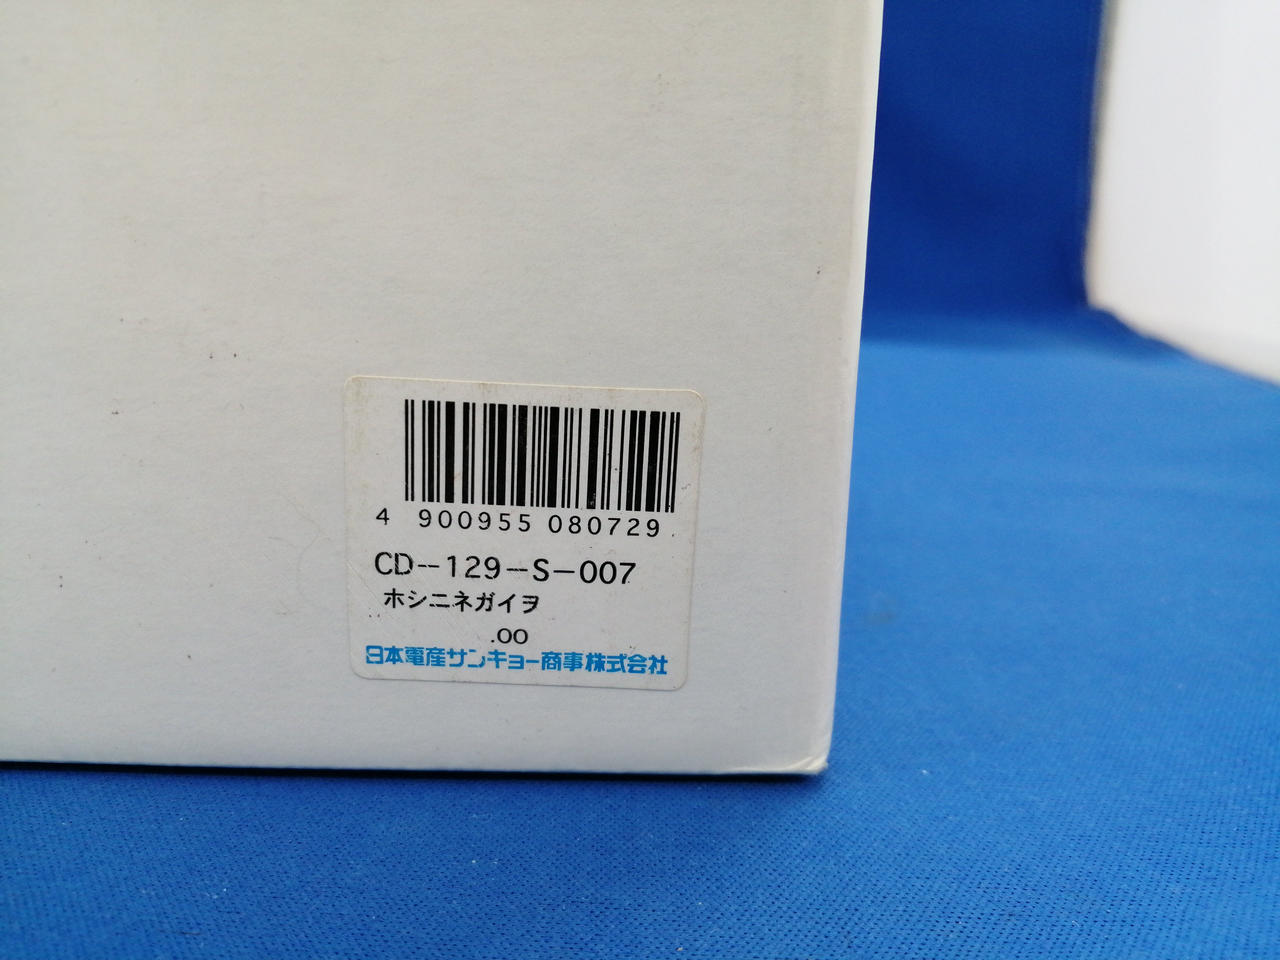 4 900955 080729
CD-129-S-007
ホシニネガイヲ
.00
日本電産サンキョー商事株式会社